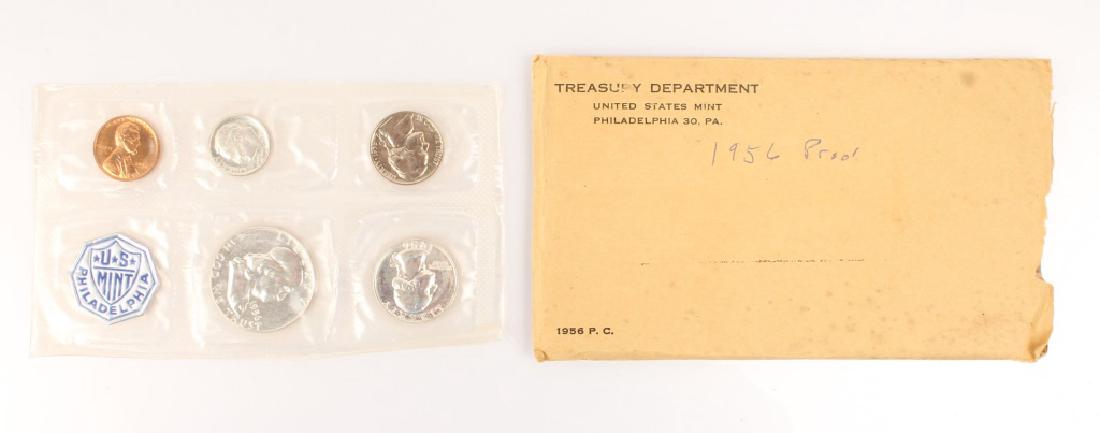 U.S.
MINT
PHILADELPHIA
TREASURY DEPARTMENT
UNITED STATES MINT
PHILADELPHIA 30, PA.
1956 Proof
1956 P. C.